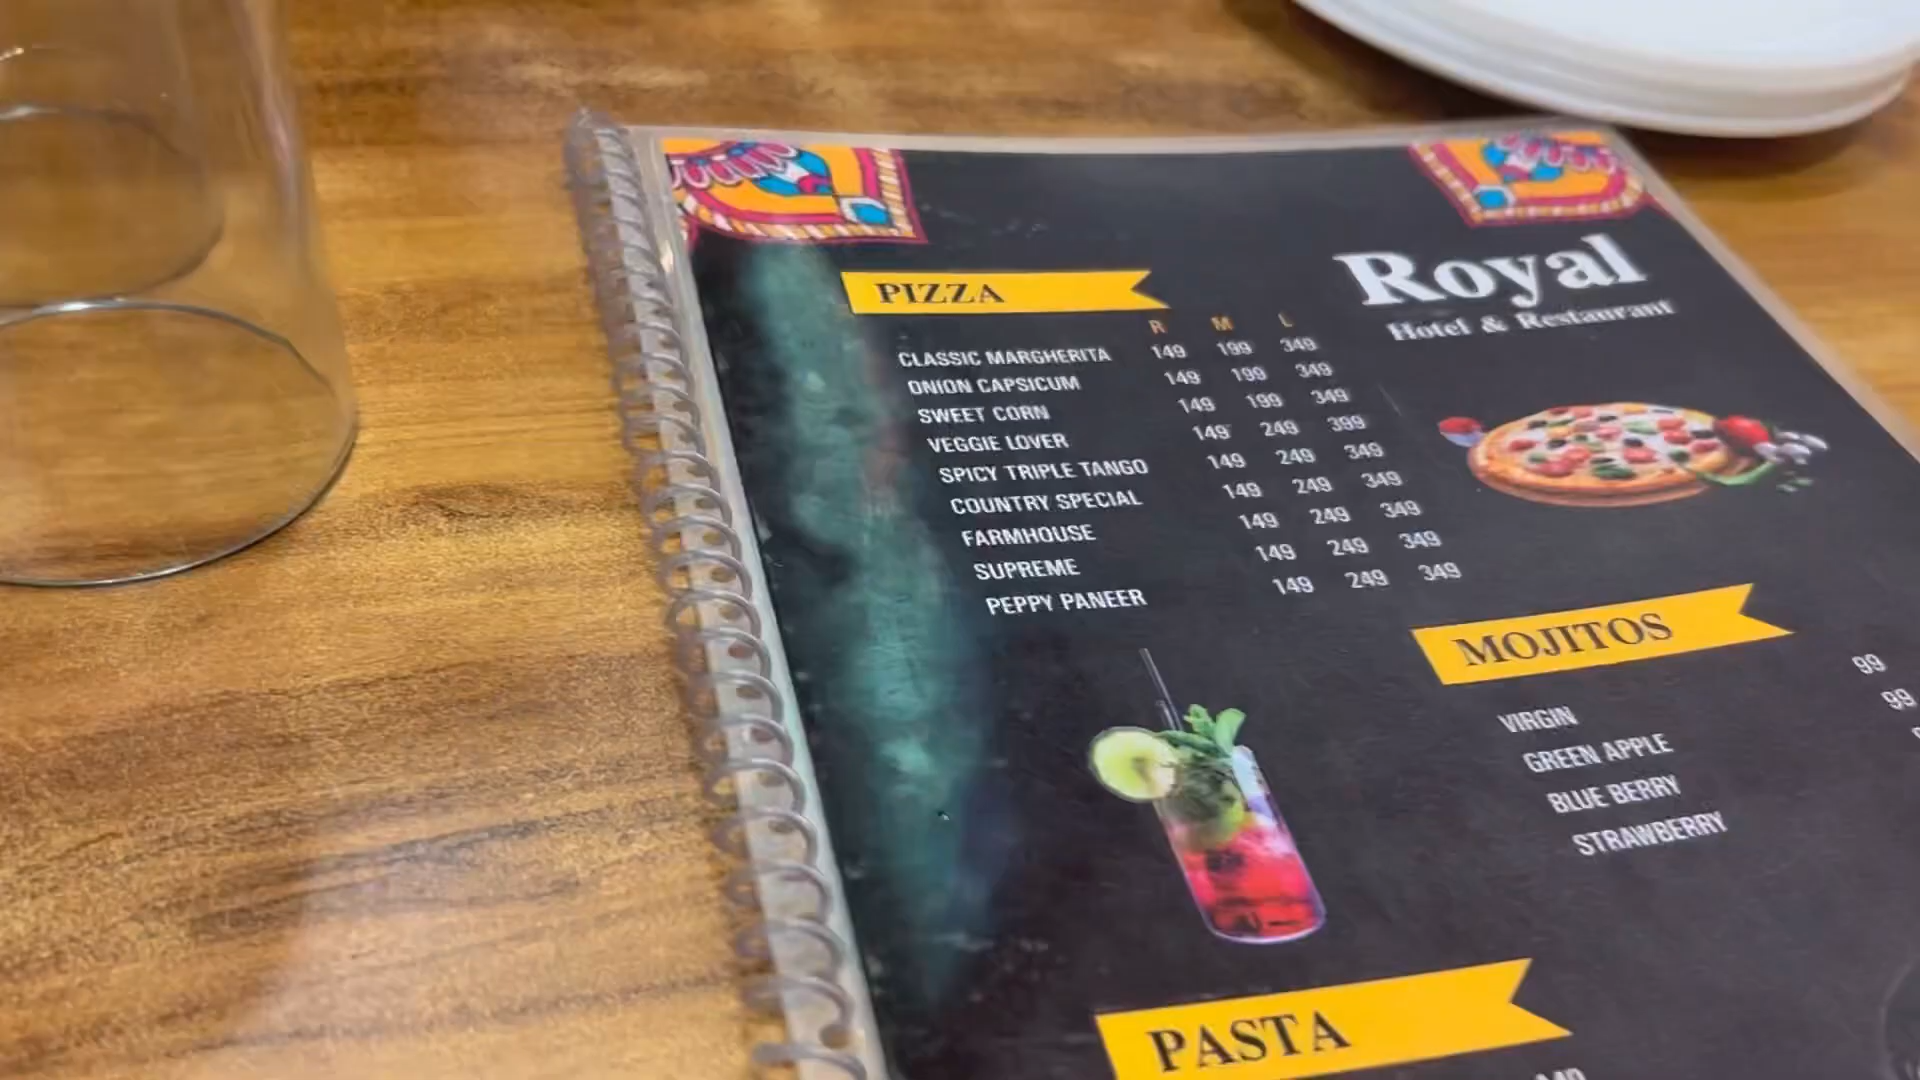 Royal
Hotel & Restaurant
PIZZA
R M L
CLASSIC MARGHERITA 149 199 349
ONION CAPSICUM 149 199 349
SWEET CORN 149 199 349
VEGGIE LOVER 149 249 399
SPICY TRIPLE TANGO 149 249 349
COUNTRY SPECIAL 149 249 349
FARMHOUSE 149 249 349
SUPREME 149 249 349
PEPPY PANEER 149 249 349
MOJITOS
VIRGIN 99
GREEN APPLE 99
BLUE BERRY
STRAWBERRY
PASTA